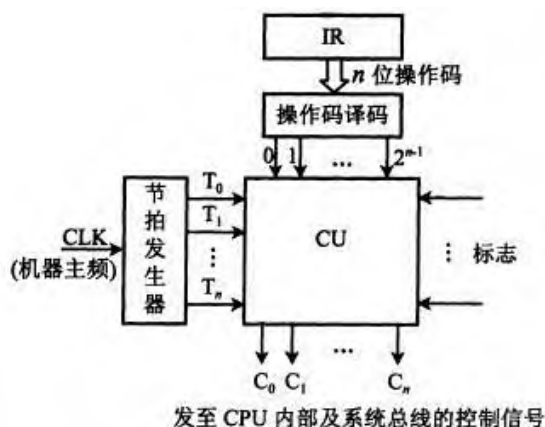 IR
n 位操作码
操作码译码
0 1 … 2ⁿ⁻¹
节拍发生器
CLK
(机器主频)
T₀
T₁
⋮
Tₙ
CU
⋮ 标志
C₀ C₁ … Cₙ
发至 CPU 内部及系统总线的控制信号